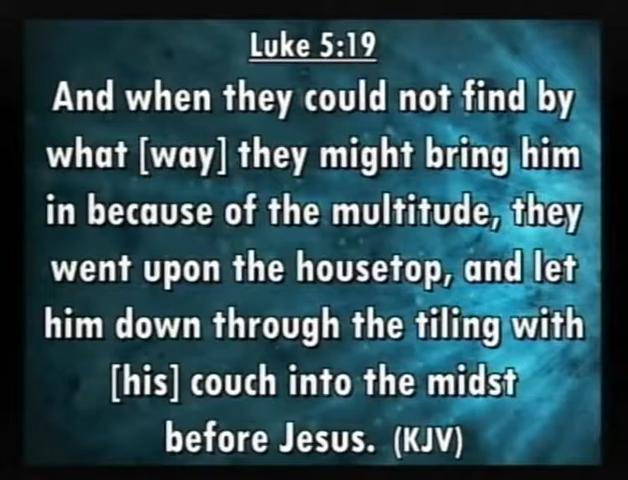 Luke 5:19
And when they could not find by
what [way] they might bring him
in because of the multitude, they
went upon the housetop, and let
him down through the tiling with
[his] couch into the midst
before Jesus. (KJV)